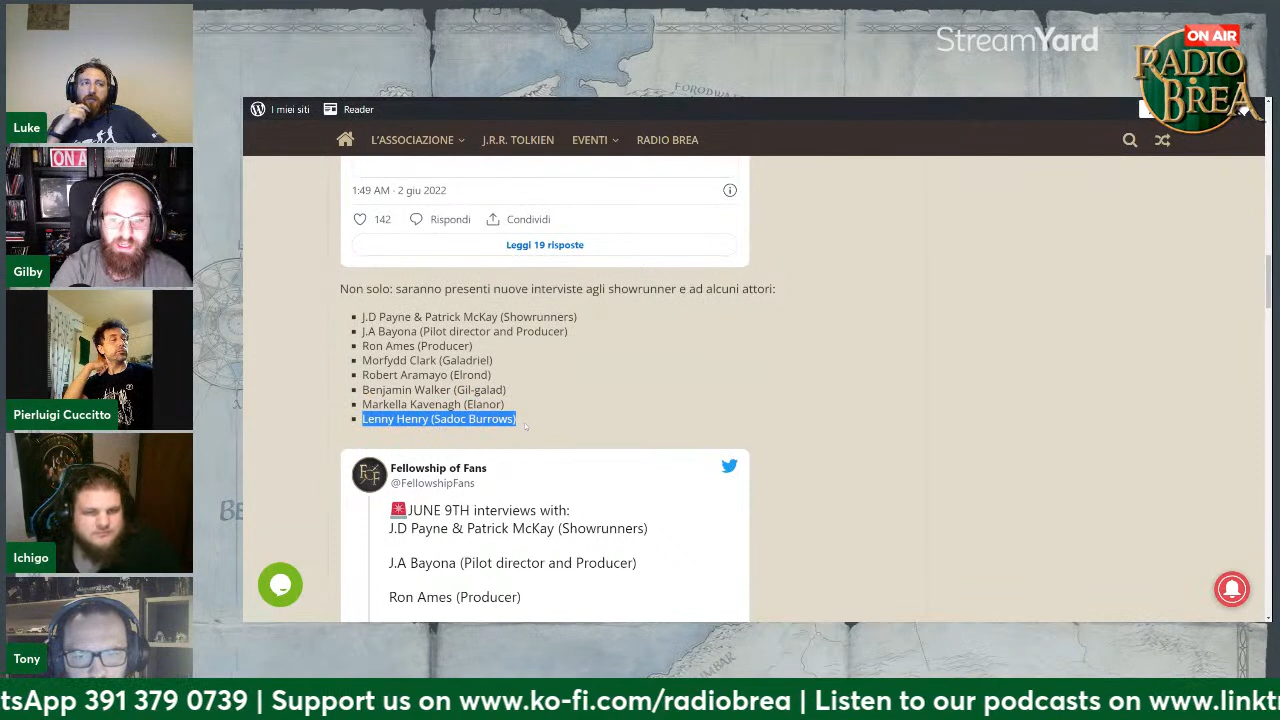 StreamYard
ON AIR
RADIO
BREA
FORODWA
I miei siti
Reader
L'ASSOCIAZIONE
J.R.R. TOLKIEN
EVENTI
RADIO BREA
1:49 AM · 2 giu 2022
142
Rispondi
Condividi
Leggi 19 risposte
Non solo: saranno presenti nuove interviste agli showrunner e ad alcuni attori:
J.D Payne & Patrick McKay (Showrunners)
J.A Bayona (Pilot director and Producer)
Ron Ames (Producer)
Morfydd Clark (Galadriel)
Robert Aramayo (Elrond)
Benjamin Walker (Gil-galad)
Markella Kavenagh (Elanor)
Lenny Henry (Sadoc Burrows)
Fellowship of Fans
@FellowshipFans
JUNE 9TH interviews with:
J.D Payne & Patrick McKay (Showrunners)
J.A Bayona (Pilot director and Producer)
Ron Ames (Producer)
Luke
ON A
Gilby
Pierluigi Cuccitto
Ichigo
Tony
tsApp 391 379 0739 | Support us on www.ko-fi.com/radiobrea | Listen to our podcasts on www.linktr